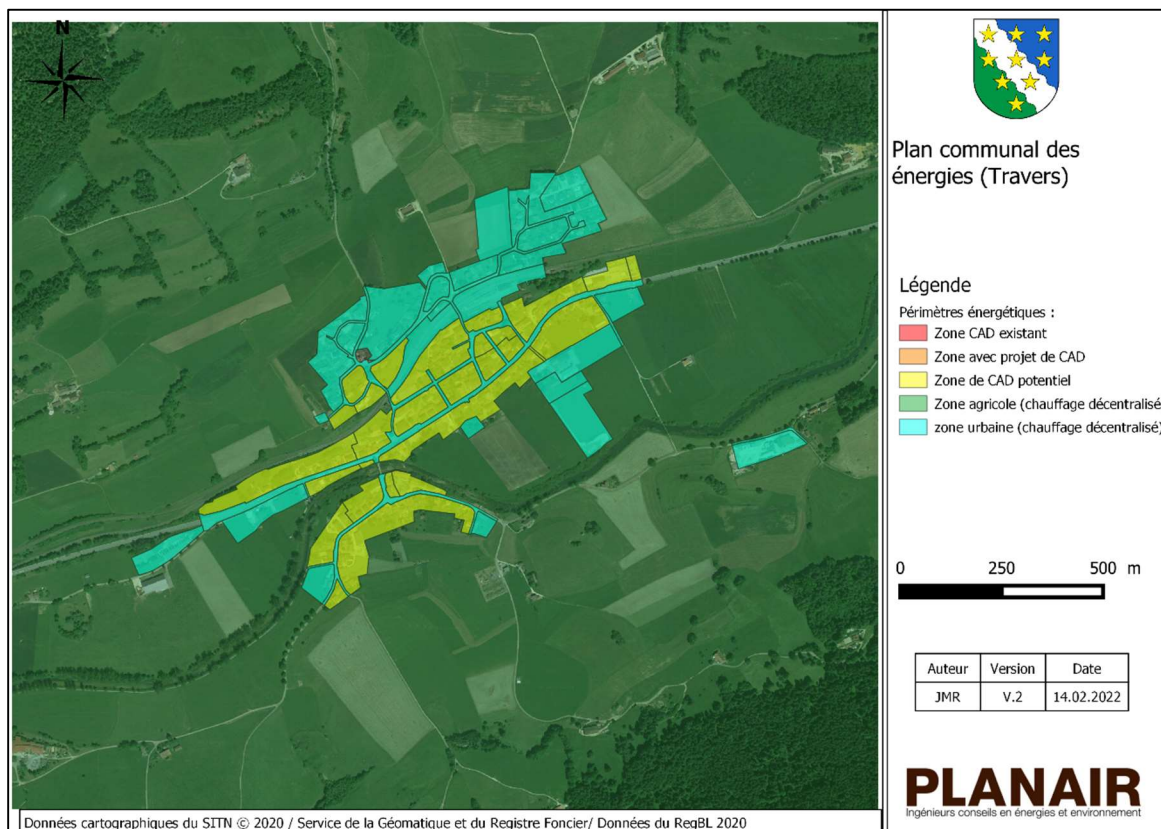 N
Plan communal des
énergies (Travers)
Légende
Périmètres énergétiques :
Zone CAD existant
Zone avec projet de CAD
Zone de CAD potentiel
Zone agricole (chauffage décentralisé
zone urbaine (chauffage décentralisé)
0 250 500 m
Auteur Version Date
JMR V.2 14.02.2022
PLANAIR
Ingénieurs conseils en énergies et environnement
Données cartographiques du SITN © 2020 / Service de la Géomatique et du Registre Foncier/ Données du RegBL 2020